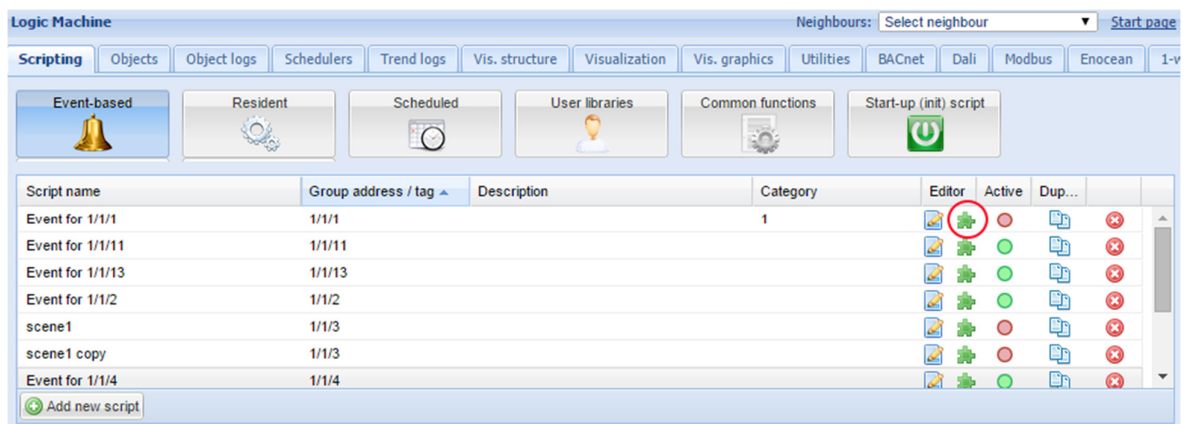 Logic Machine Neighbours: Select neighbour Start page
Scripting Objects Object logs Schedulers Trend logs Vis. structure Visualization Vis. graphics Utilities BACnet Dali Modbus Enocean 1-w
Event-based Resident Scheduled User libraries Common functions Start-up (init) script
Script name Group address / tag Description Category Editor Active Dup...
Event for 1/1/1 1/1/1 1
Event for 1/1/11 1/1/11
Event for 1/1/13 1/1/13
Event for 1/1/2 1/1/2
scene1 1/1/3
scene1 copy 1/1/3
Event for 1/1/4 1/1/4
Add new script